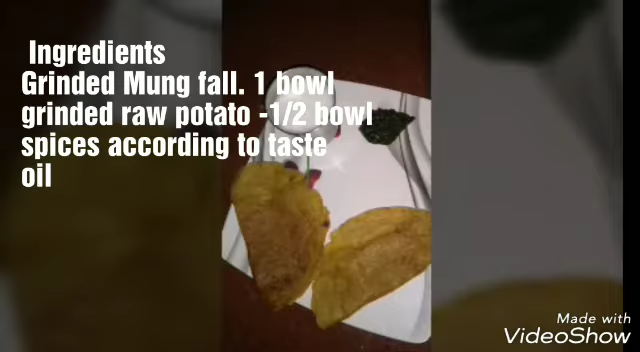 Ingredients
Grinded Mung fall. 1 bowl
grinded raw potato -1/2 bowl
spices according to taste
oil
Made with
VideoShow